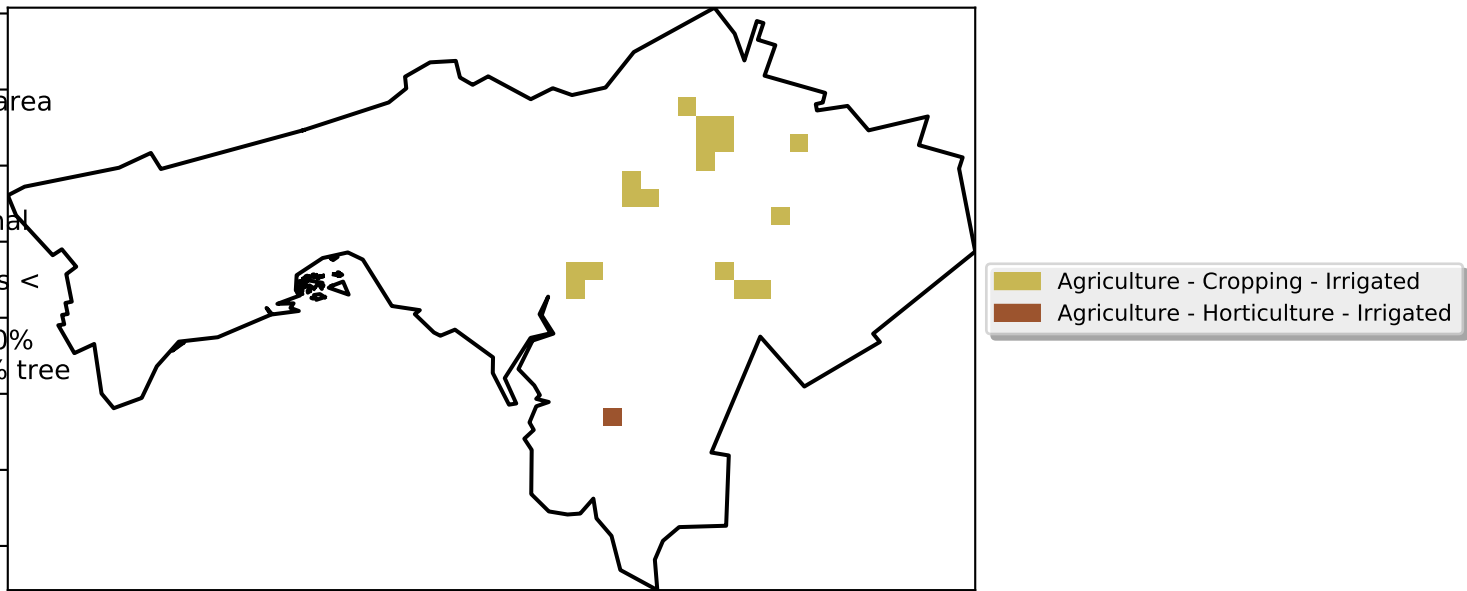 area
nal
s <
0%
% tree
Agriculture - Cropping - Irrigated
Agriculture - Horticulture - Irrigated